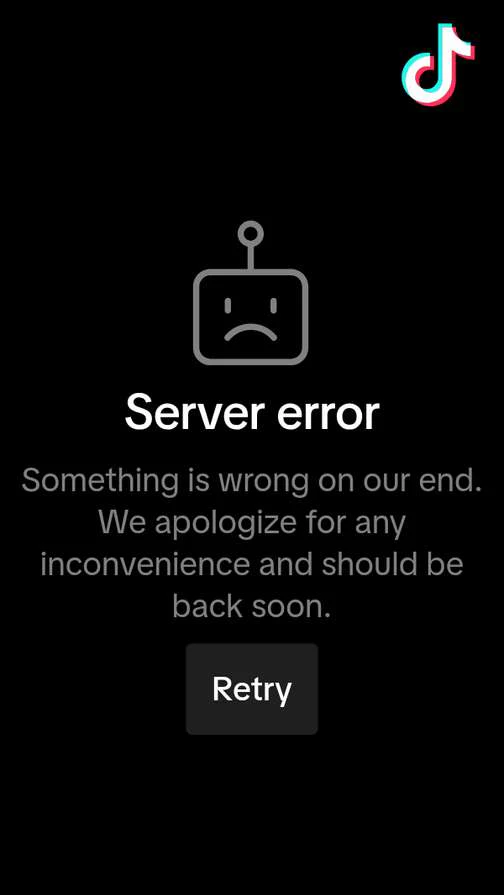 Server error
Something is wrong on our end.
We apologize for any
inconvenience and should be
back soon.
Retry